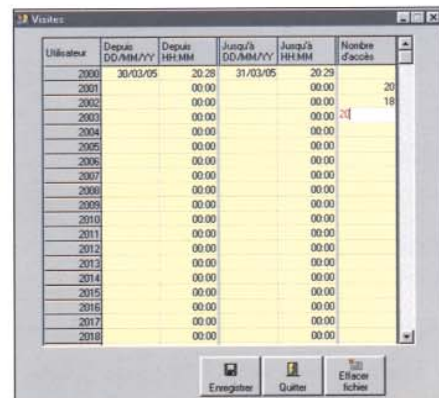 Visites
Utilisateur Depuis DD/MM/YY Depuis HH:MM Jusqu'à DD/MM/YY Jusqu'à HH:MM Nombre d'accès
2000 30/03/05 20:28 31/03/05 20:29
2001 00:00 00:00 20
2002 00:00 00:00 18
2003 00:00 00:00 20
2004 00:00 00:00
2005 00:00 00:00
2006 00:00 00:00
2007 00:00 00:00
2008 00:00 00:00
2009 00:00 00:00
2010 00:00 00:00
2011 00:00 00:00
2012 00:00 00:00
2013 00:00 00:00
2014 00:00 00:00
2015 00:00 00:00
2016 00:00 00:00
2017 00:00 00:00
2018 00:00 00:00
Enregistrer Quitter Effacer fichier